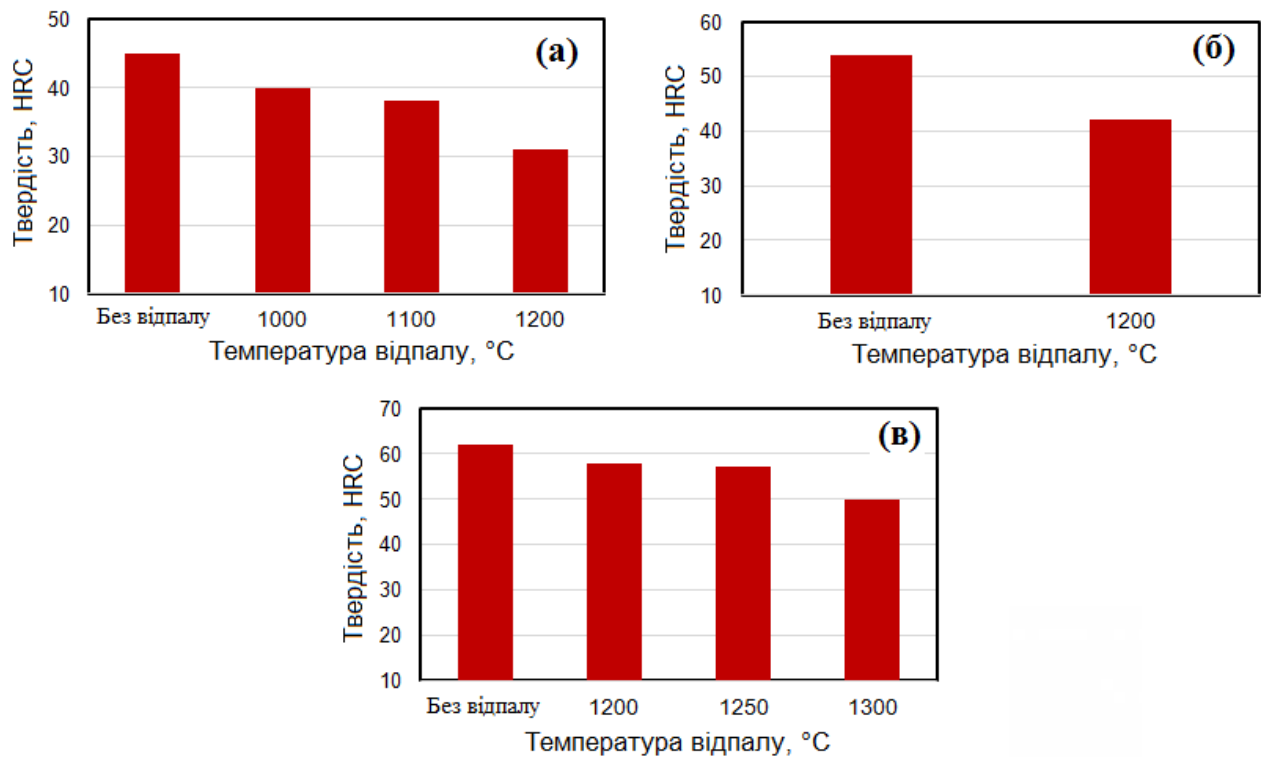 50
40
30
20
10
Твердість, HRC
(а)
Без відпалу 1000 1100 1200
Температура відпалу, °C
60
50
40
30
20
10
Твердість, HRC
(б)
Без відпалу 1200
Температура відпалу, °C
70
60
50
40
30
20
10
Твердість, HRC
(в)
Без відпалу 1200 1250 1300
Температура відпалу, °C